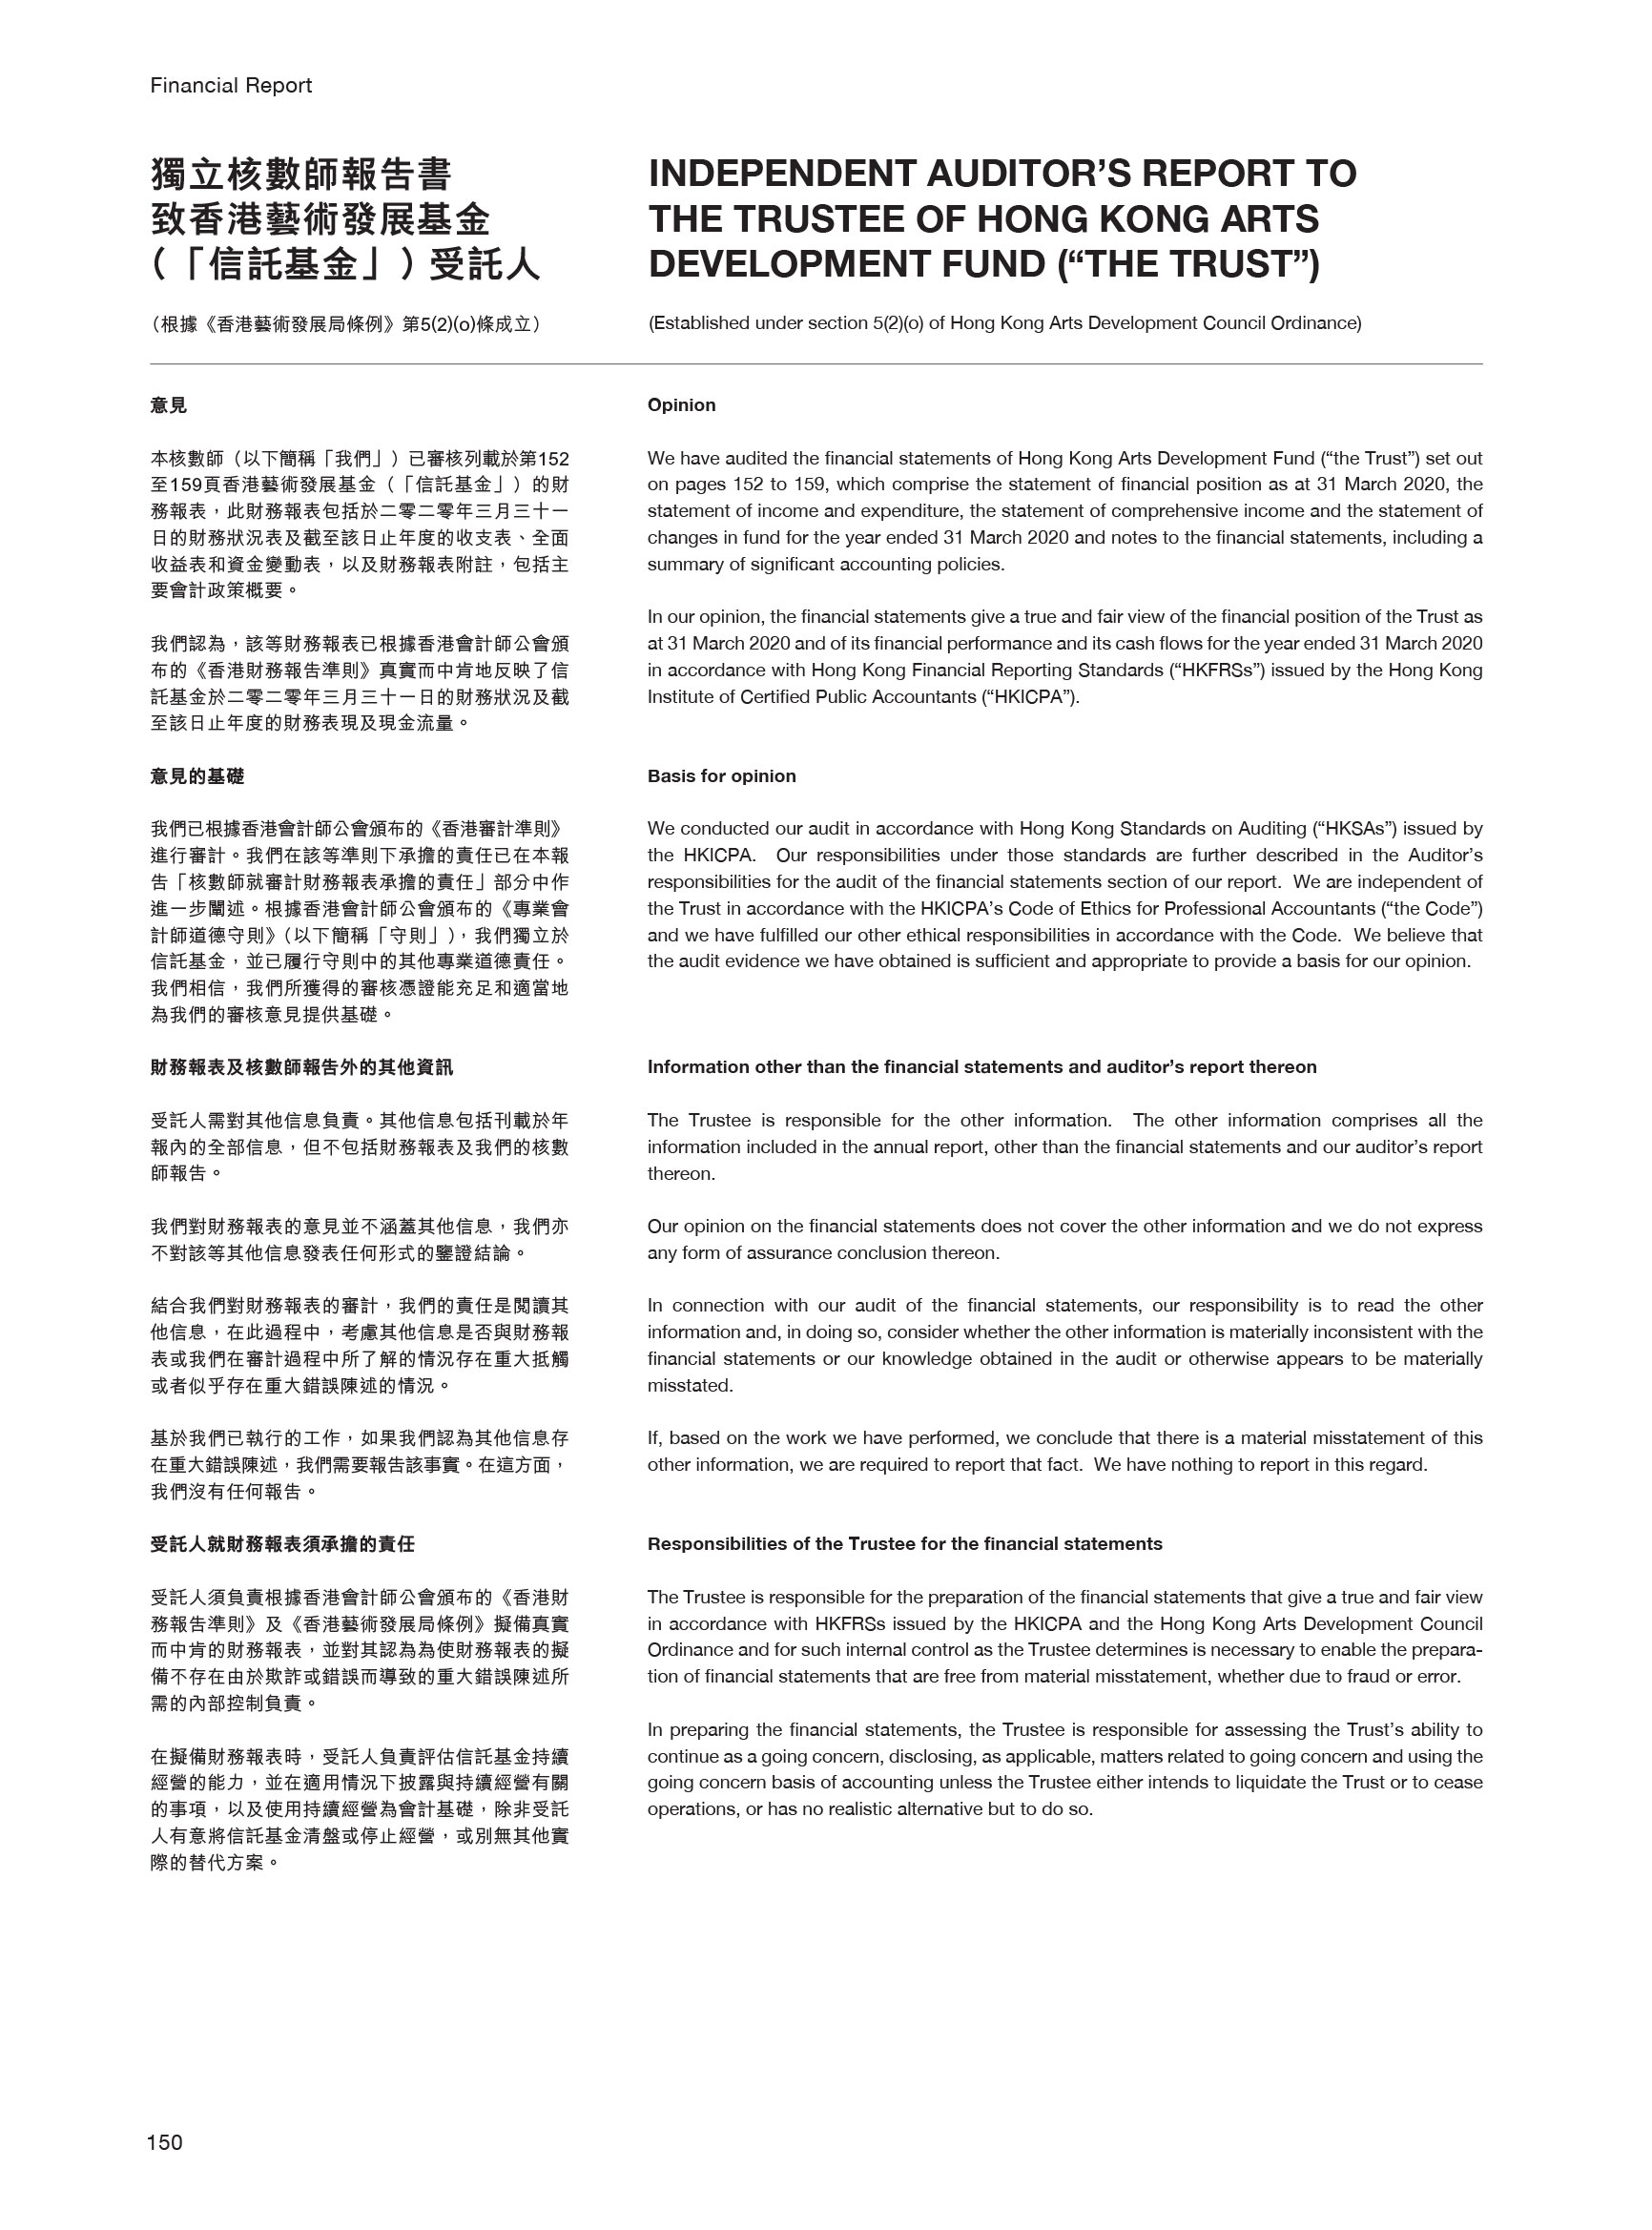 Financial Report
獨立核數師報告書
致香港藝術發展基金
（「信託基金」）受託人
（根據《香港藝術發展局條例》第5(2)(o)條成立）
INDEPENDENT AUDITOR’S REPORT TO
THE TRUSTEE OF HONG KONG ARTS
DEVELOPMENT FUND (“THE TRUST”)
(Established under section 5(2)(o) of Hong Kong Arts Development Council Ordinance)
意見
本核數師（以下簡稱「我們」）已審核列載於第152
至159頁香港藝術發展基金（「信託基金」）的財
務報表，此財務報表包括於二零二零年三月三十一
日的財務狀況表及截至該日止年度的收支表、全面
收益表和資金變動表，以及財務報表附註，包括主
要會計政策概要。
我們認為，該等財務報表已根據香港會計師公會頒
布的《香港財務報告準則》真實而中肯地反映了信
託基金於二零二零年三月三十一日的財務狀況及截
至該日止年度的財務表現及現金流量。
意見的基礎
我們已根據香港會計師公會頒布的《香港審計準則》
進行審計。我們在該等準則下承擔的責任已在本報
告「核數師就審計財務報表承擔的責任」部分中作
進一步闡述。根據香港會計師公會頒布的《專業會
計師道德守則》（以下簡稱「守則」），我們獨立於
信託基金，並已履行守則中的其他專業道德責任。
我們相信，我們所獲得的審核憑證能充足和適當地
為我們的審核意見提供基礎。
財務報表及核數師報告外的其他資訊
受託人需對其他信息負責。其他信息包括刊載於年
報內的全部信息，但不包括財務報表及我們的核數
師報告。
我們對財務報表的意見並不涵蓋其他信息，我們亦
不對該等其他信息發表任何形式的鑒證結論。
結合我們對財務報表的審計，我們的責任是閱讀其
他信息，在此過程中，考慮其他信息是否與財務報
表或我們在審計過程中所了解的情況存在重大抵觸
或者似乎存在重大錯誤陳述的情況。
基於我們已執行的工作，如果我們認為其他信息存
在重大錯誤陳述，我們需要報告該事實。在這方面，
我們沒有任何報告。
受託人就財務報表須承擔的責任
受託人須負責根據香港會計師公會頒布的《香港財
務報告準則》及《香港藝術發展局條例》擬備真實
而中肯的財務報表，並對其認為為使財務報表的擬
備不存在由於欺詐或錯誤而導致的重大錯誤陳述所
需的內部控制負責。
在擬備財務報表時，受託人負責評估信託基金持續
經營的能力，並在適用情況下披露與持續經營有關
的事項，以及使用持續經營為會計基礎，除非受託
人有意將信託基金清盤或停止經營，或別無其他實
際的替代方案。
Opinion
We have audited the financial statements of Hong Kong Arts Development Fund (“the Trust”) set out
on pages 152 to 159, which comprise the statement of financial position as at 31 March 2020, the
statement of income and expenditure, the statement of comprehensive income and the statement of
changes in fund for the year ended 31 March 2020 and notes to the financial statements, including a
summary of significant accounting policies.
In our opinion, the financial statements give a true and fair view of the financial position of the Trust as
at 31 March 2020 and of its financial performance and its cash flows for the year ended 31 March 2020
in accordance with Hong Kong Financial Reporting Standards (“HKFRSs”) issued by the Hong Kong
Institute of Certified Public Accountants (“HKICPA”).
Basis for opinion
We conducted our audit in accordance with Hong Kong Standards on Auditing (“HKSAs”) issued by
the HKICPA. Our responsibilities under those standards are further described in the Auditor’s
responsibilities for the audit of the financial statements section of our report. We are independent of
the Trust in accordance with the HKICPA’s Code of Ethics for Professional Accountants (“the Code”)
and we have fulfilled our other ethical responsibilities in accordance with the Code. We believe that
the audit evidence we have obtained is sufficient and appropriate to provide a basis for our opinion.
Information other than the financial statements and auditor’s report thereon
The Trustee is responsible for the other information. The other information comprises all the
information included in the annual report, other than the financial statements and our auditor’s report
thereon.
Our opinion on the financial statements does not cover the other information and we do not express
any form of assurance conclusion thereon.
In connection with our audit of the financial statements, our responsibility is to read the other
information and, in doing so, consider whether the other information is materially inconsistent with the
financial statements or our knowledge obtained in the audit or otherwise appears to be materially
misstated.
If, based on the work we have performed, we conclude that there is a material misstatement of this
other information, we are required to report that fact. We have nothing to report in this regard.
Responsibilities of the Trustee for the financial statements
The Trustee is responsible for the preparation of the financial statements that give a true and fair view
in accordance with HKFRSs issued by the HKICPA and the Hong Kong Arts Development Council
Ordinance and for such internal control as the Trustee determines is necessary to enable the prepara-
tion of financial statements that are free from material misstatement, whether due to fraud or error.
In preparing the financial statements, the Trustee is responsible for assessing the Trust’s ability to
continue as a going concern, disclosing, as applicable, matters related to going concern and using the
going concern basis of accounting unless the Trustee either intends to liquidate the Trust or to cease
operations, or has no realistic alternative but to do so.
150